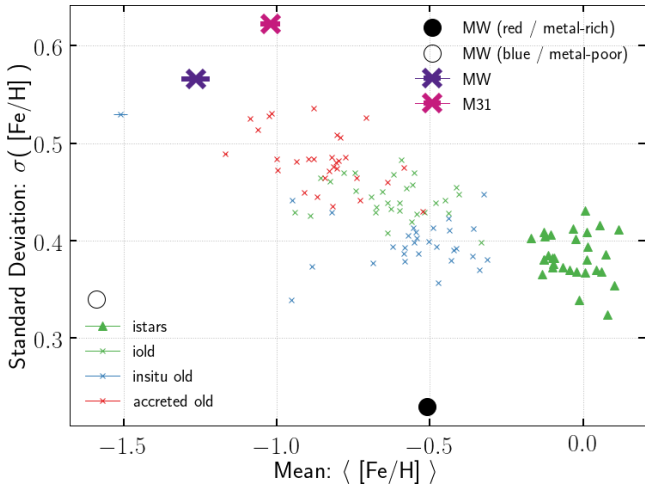 MW (red / metal-rich)
MW (blue / metal-poor)
MW
M31
istars
iold
insitu old
accreted old
Standard Deviation: σ( [Fe/H] )
0.6
0.5
0.4
0.3
−1.5
−1.0
−0.5
0.0
Mean: ⟨ [Fe/H] ⟩